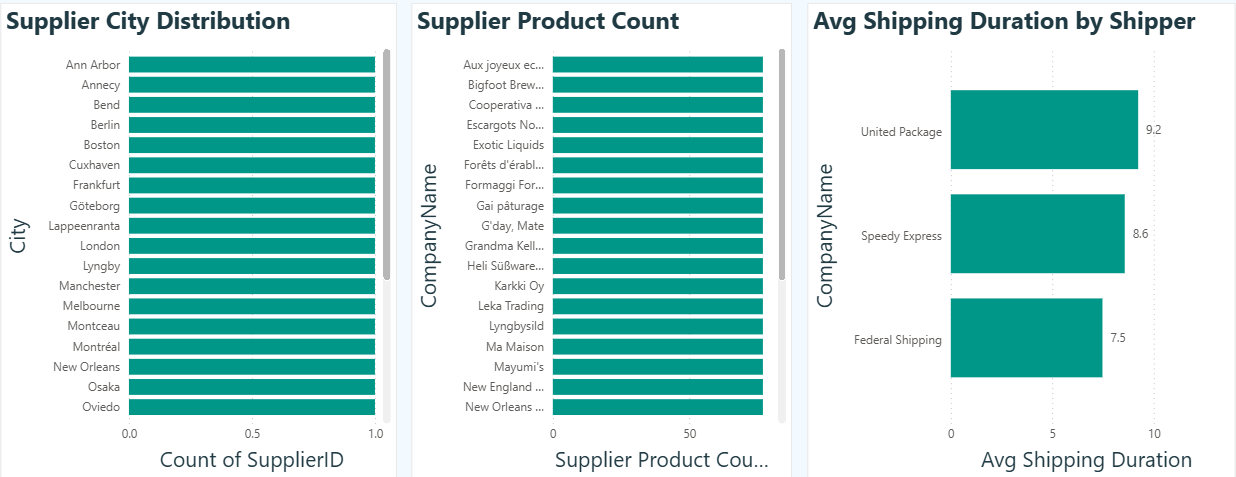 Supplier City Distribution
City
Ann Arbor
Annecy
Bend
Berlin
Boston
Cuxhaven
Frankfurt
Göteborg
Lappeenranta
London
Lyngby
Manchester
Melbourne
Montceau
Montréal
New Orleans
Osaka
Oviedo
0.0 0.5 1.0
Count of SupplierID
Supplier Product Count
CompanyName
Aux joyeux ec...
Bigfoot Brew...
Cooperativa ...
Escargots No...
Exotic Liquids
Forêts d'érabl...
Formaggi For...
Gai pâturage
G'day, Mate
Grandma Kell...
Heli Süßware...
Karkki Oy
Leka Trading
Lyngbysild
Ma Maison
Mayumi's
New England ...
New Orleans ...
0 50
Supplier Product Cou...
Avg Shipping Duration by Shipper
CompanyName
United Package 9.2
Speedy Express 8.6
Federal Shipping 7.5
0 5 10
Avg Shipping Duration